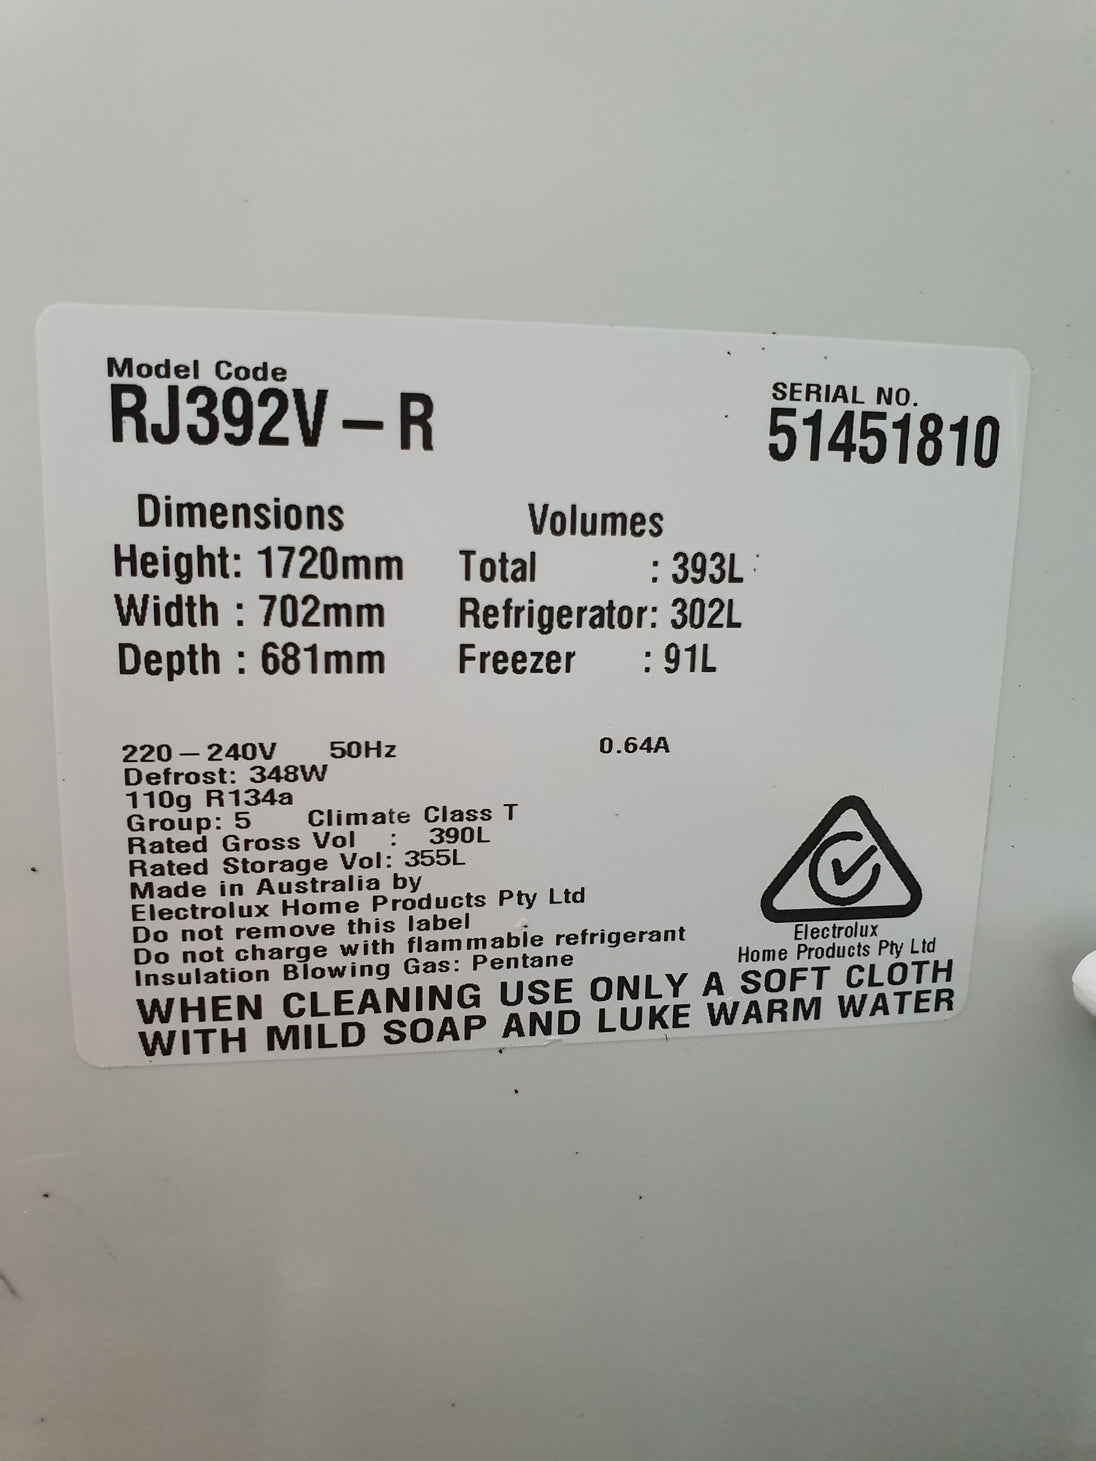 Model Code
RJ392V-R
SERIAL NO.
51451810
Dimensions
Height: 1720mm
Width : 702mm
Depth : 681mm
Volumes
Total : 393L
Refrigerator: 302L
Freezer : 91L
220-240V 50Hz 0.64A
Defrost: 348W
110g R134a
Group: 5 Climate Class T
Rated Gross Vol : 390L
Rated Storage Vol: 355L
Made in Australia by
Electrolux Home Products Pty Ltd
Do not remove this label
Do not charge with flammable refrigerant
Insulation Blowing Gas: Pentane
Electrolux
Home Products Pty Ltd
WHEN CLEANING USE ONLY A SOFT CLOTH
WITH MILD SOAP AND LUKE WARM WATER